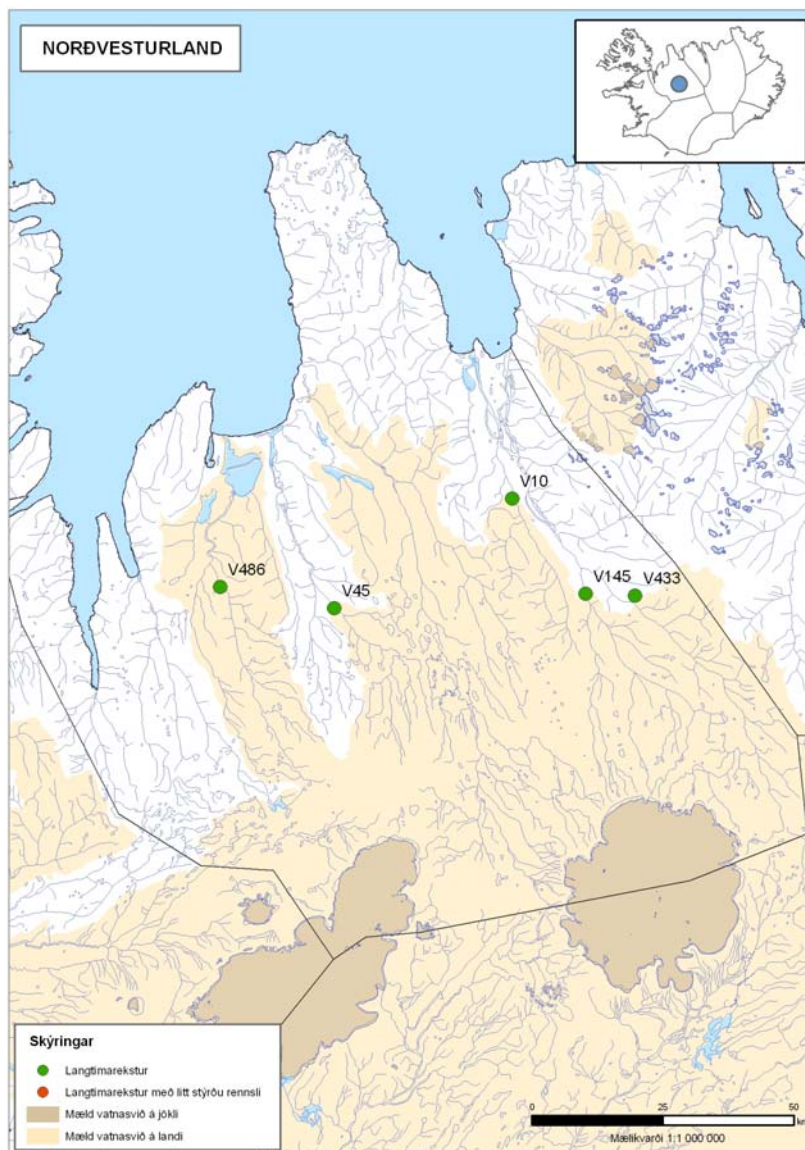 NORÐVESTURLAND
V10
V486
V45
V145
V433
Skýringar
Langtímarekstur
Langtímarekstur með lítt stýrðu rennsli
Mæld vatnasvið á jökli
Mæld vatnasvið á landi
0 25 50
km
Mælikvarði 1:1 000 000